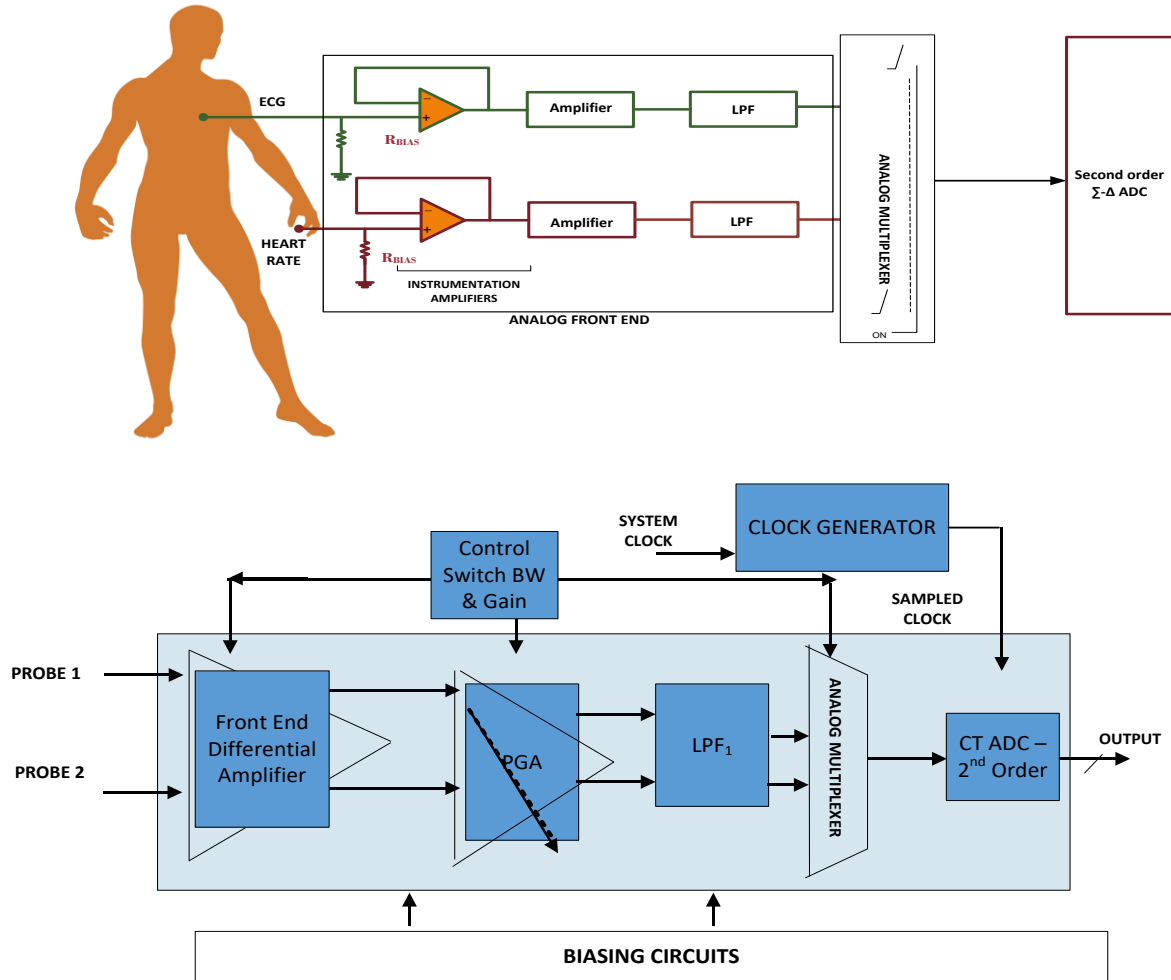 ECG
R_BIAS
Amplifier
LPF
HEART
RATE
R_BIAS
Amplifier
LPF
INSTRUMENTATION
AMPLIFIERS
ANALOG FRONT END
ANALOG MULTIPLEXER
ON
Second order
∑-Δ ADC
SYSTEM
CLOCK
CLOCK GENERATOR
Control
Switch BW
& Gain
SAMPLED
CLOCK
PROBE 1
PROBE 2
Front End
Differential
Amplifier
PGA
LPF₁
ANALOG MULTIPLEXER
CT ADC –
2ⁿᵈ Order
OUTPUT
BIASING CIRCUITS